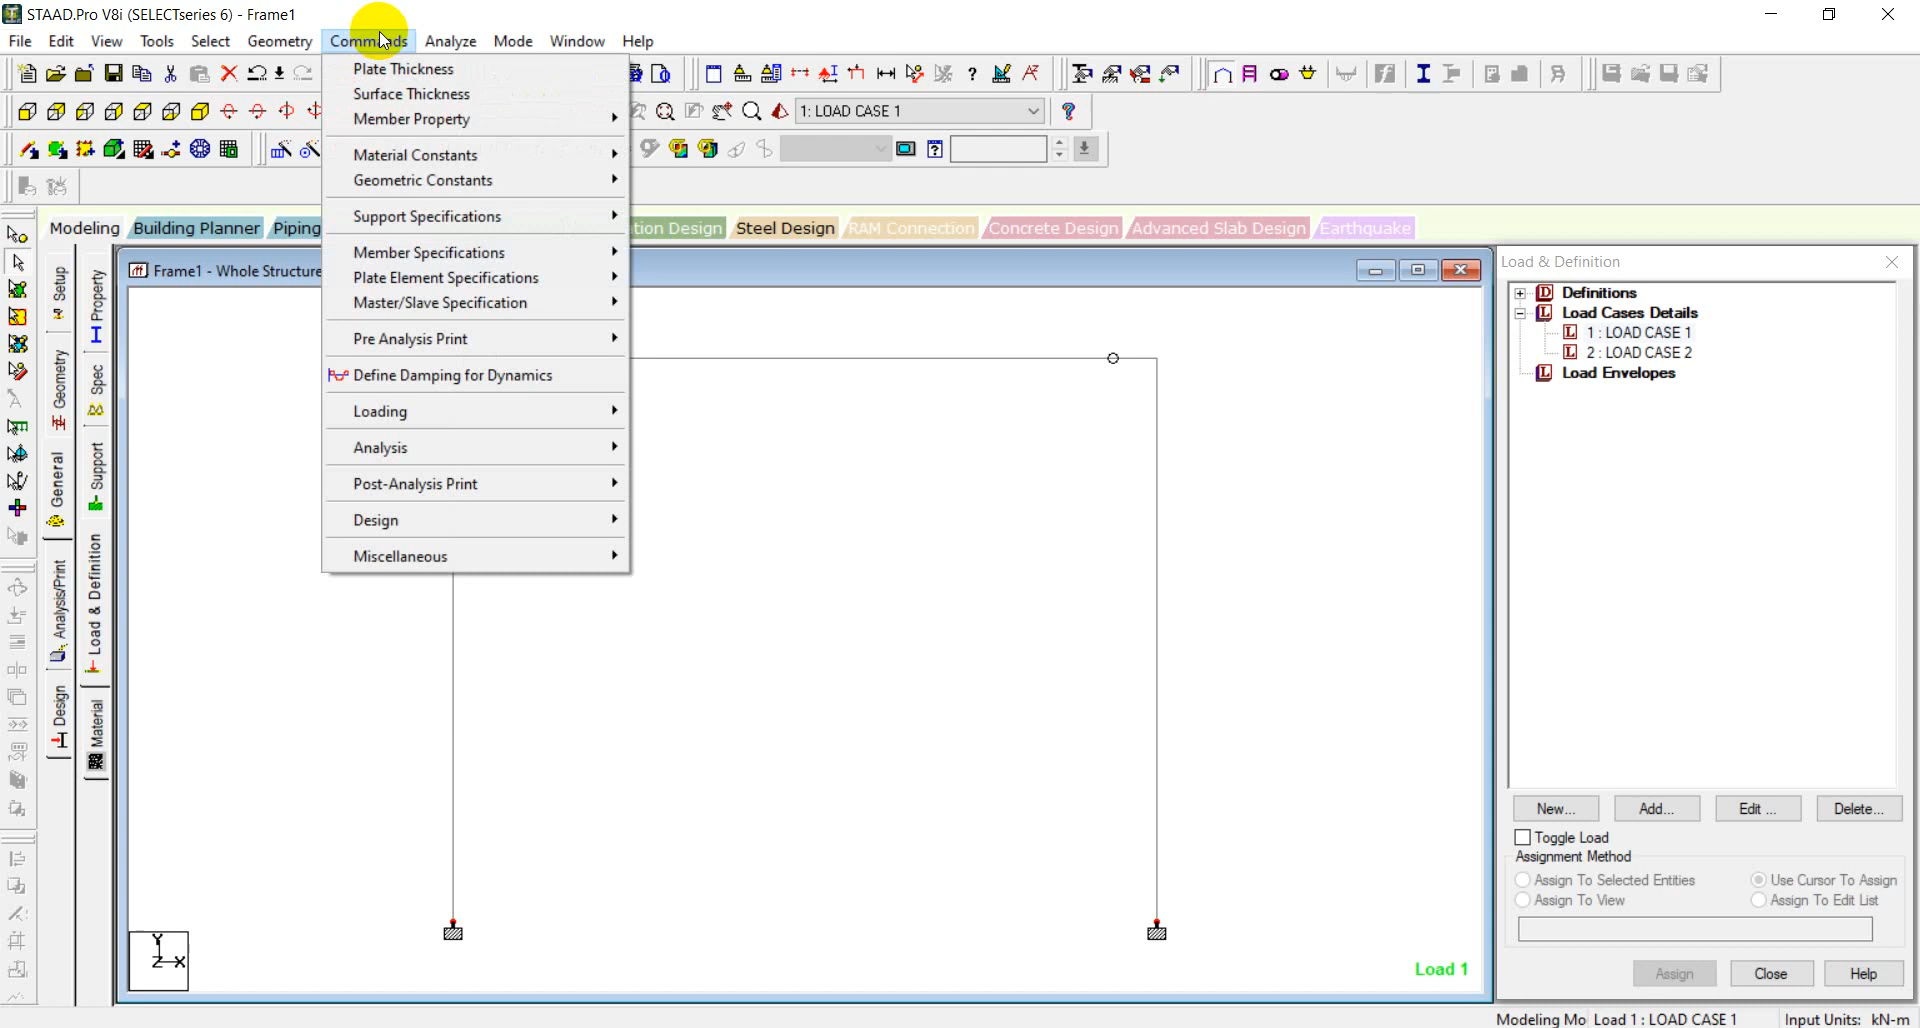 STAAD.Pro V8i (SELECTseries 6) - Frame1
File Edit View Tools Select Geometry Commands Analyze Mode Window Help
Plate Thickness
Surface Thickness
Member Property
Material Constants
Geometric Constants
Support Specifications
Member Specifications
Plate Element Specifications
Master/Slave Specification
Pre Analysis Print
Define Damping for Dynamics
Loading
Analysis
Post-Analysis Print
Design
Miscellaneous
1: LOAD CASE 1
Modeling Building Planner Piping tion Design Steel Design RAM Connection Concrete Design Advanced Slab Design Earthquake
Frame1 - Whole Structure
Setup
Geometry
General
Analysis/Print
Design
Property
Spec
Support
Load & Definition
Material
Y
Z X
Load 1
Load & Definition
Definitions
Load Cases Details
1 : LOAD CASE 1
2 : LOAD CASE 2
Load Envelopes
New... Add... Edit ... Delete...
Toggle Load
Assignment Method
Assign To Selected Entities Use Cursor To Assign
Assign To View Assign To Edit List
Assign Close Help
Modeling Mo Load 1 : LOAD CASE 1 Input Units: kN-m